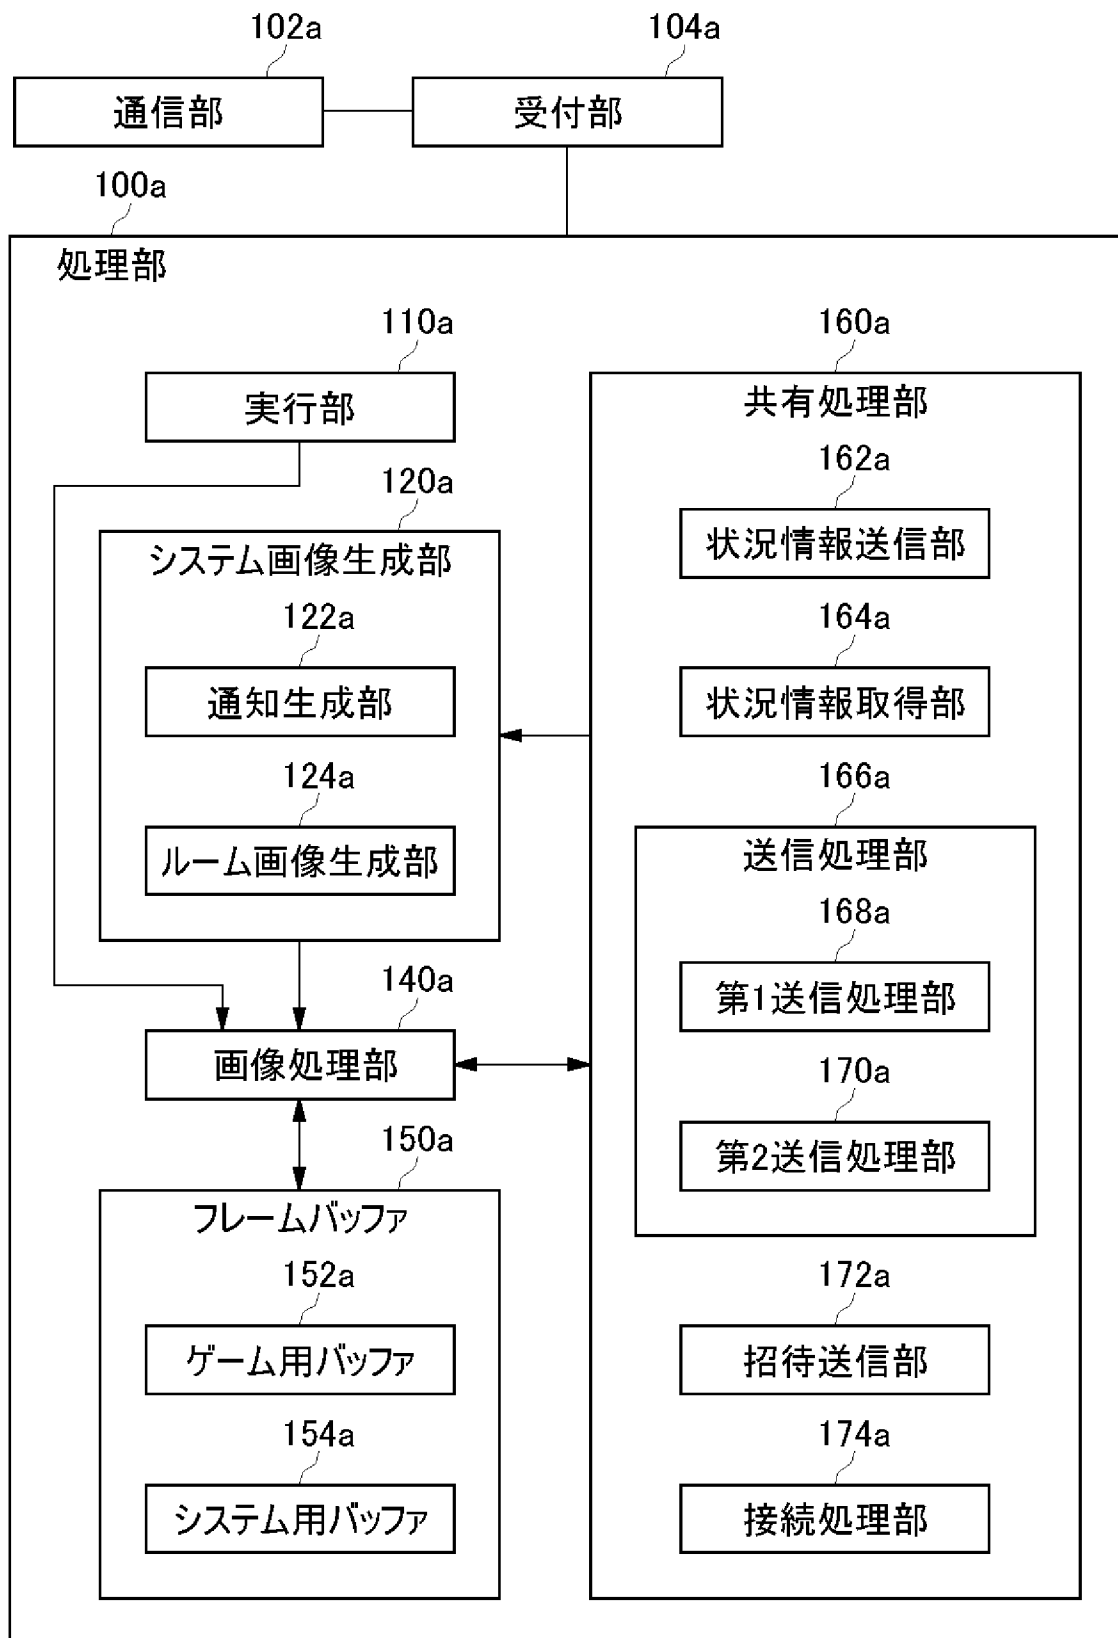 102a
通信部
104a
受付部
100a
処理部
110a
実行部
120a
システム画像生成部
122a
通知生成部
124a
ルーム画像生成部
140a
画像処理部
150a
フレームバッファ
152a
ゲーム用バッファ
154a
システム用バッファ
160a
共有処理部
162a
状況情報送信部
164a
状況情報取得部
166a
送信処理部
168a
第1送信処理部
170a
第2送信処理部
172a
招待送信部
174a
接続処理部